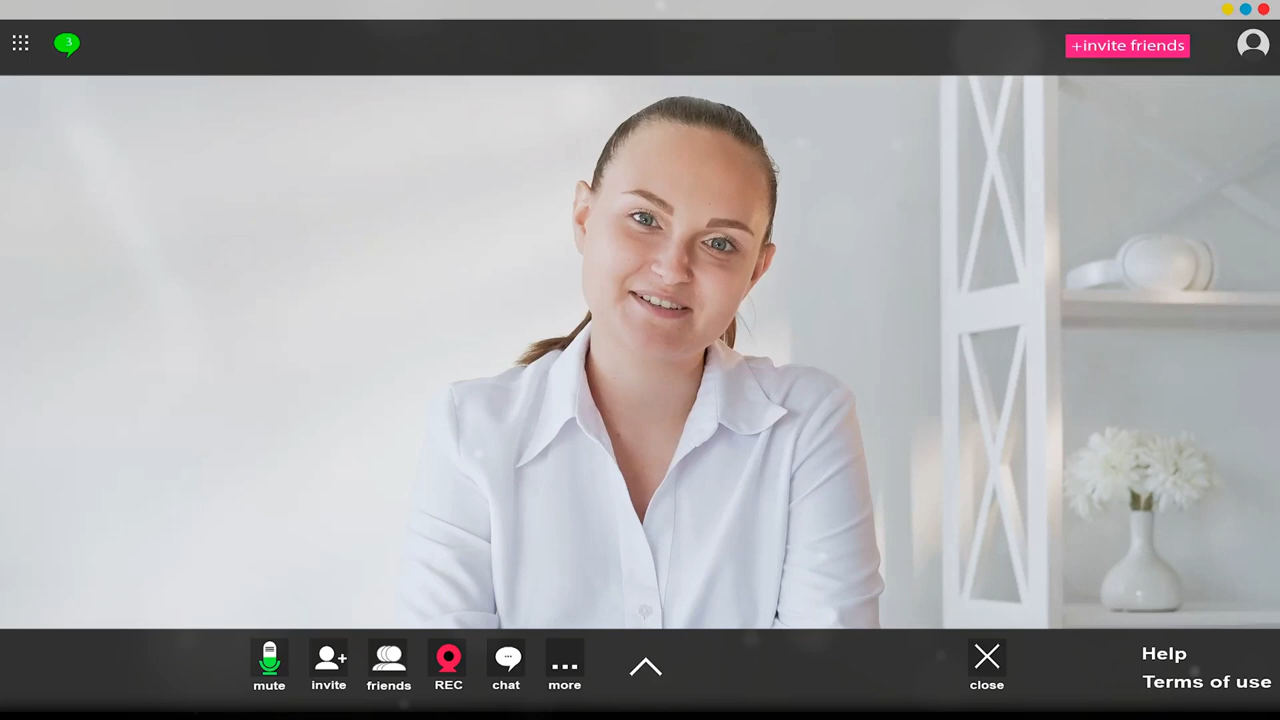 3
+invite friends
mute
invite
friends
REC
chat
more
close
Help
Terms of use